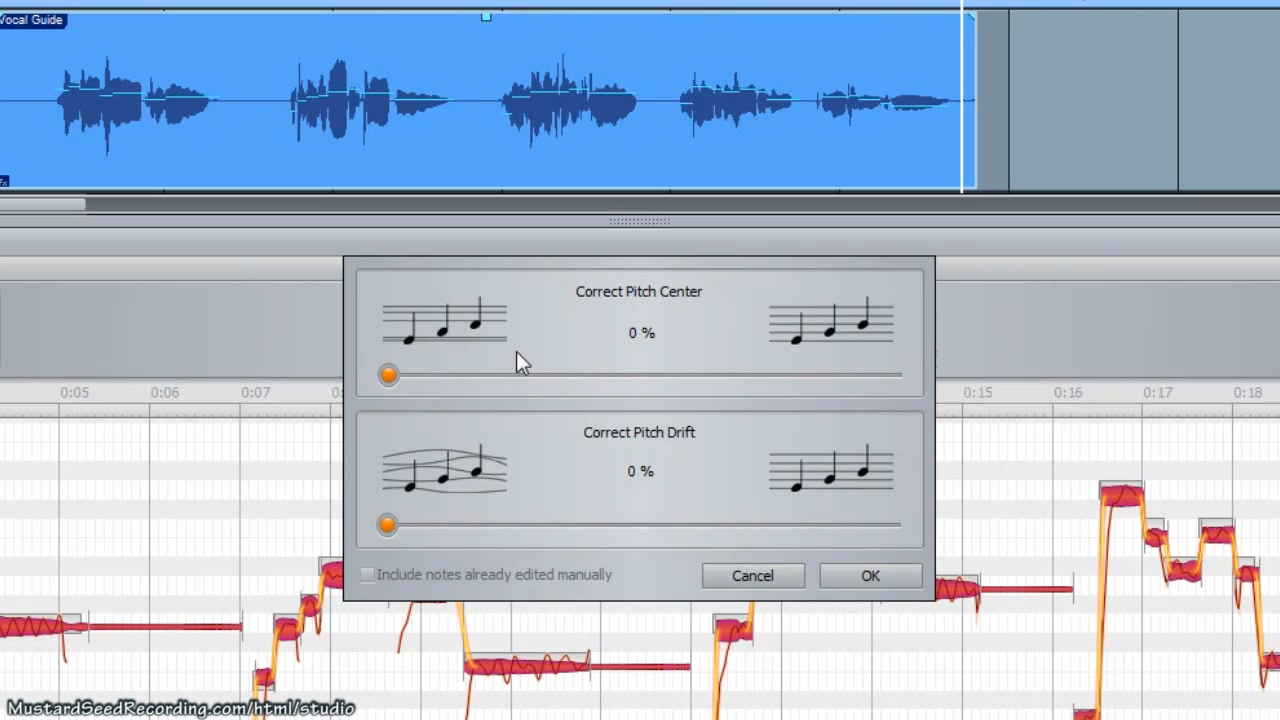 Vocal Guide
Fx
Correct Pitch Center
0 %
0:05 0:06 0:07 0:15 0:16 0:17 0:18
Correct Pitch Drift
0 %
Include notes already edited manually
Cancel OK
MustardSeedRecording.com/html/studio